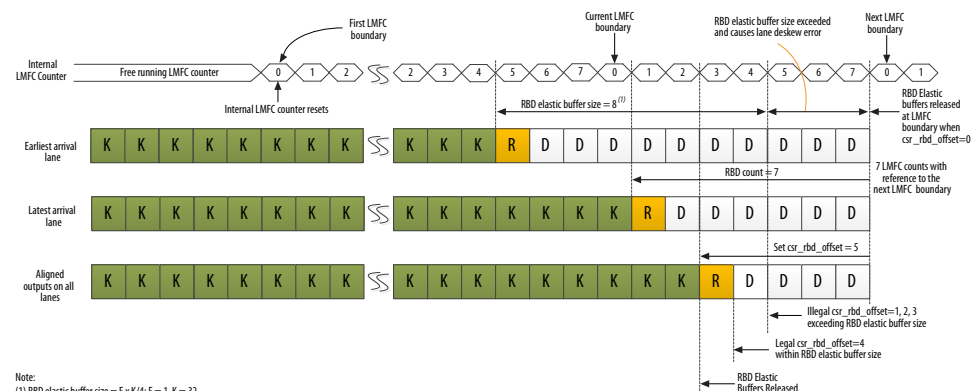 First LMFC
boundary
Current LMFC
boundary
RBD elastic buffer size exceeded
and causes lane deskew error
Next LMFC
boundary
Internal
LMFC Counter
Free running LMFC counter
0 1 2 2 3 4 5 6 7 0 1 2 3 4 5 6 7 0 1
Internal LMFC counter resets
RBD elastic buffer size = 8 (1)
RBD Elastic
buffers released
at LMFC
boundary when
csr_rbd_offset=0
Earliest arrival
lane
K K K K K K K K K K K R D D D D D D D D D D
RBD count = 7
7 LMFC counts with
reference to the
next LMFC boundary
Latest arrival
lane
K K K K K K K K K K K K K K K R D D D D D D
Set csr_rbd_offset = 5
Aligned
outputs on all
lanes
K K K K K K K K K K K K K K K K K R D D D D
Illegal csr_rbd_offset=1, 2, 3
exceeding RBD elastic buffer size
Legal csr_rbd_offset=4
within RBD elastic buffer size
RBD Elastic
Buffers Released
Note:
(1) RBD elastic buffer size = F x K/4; F = 1, K = 32